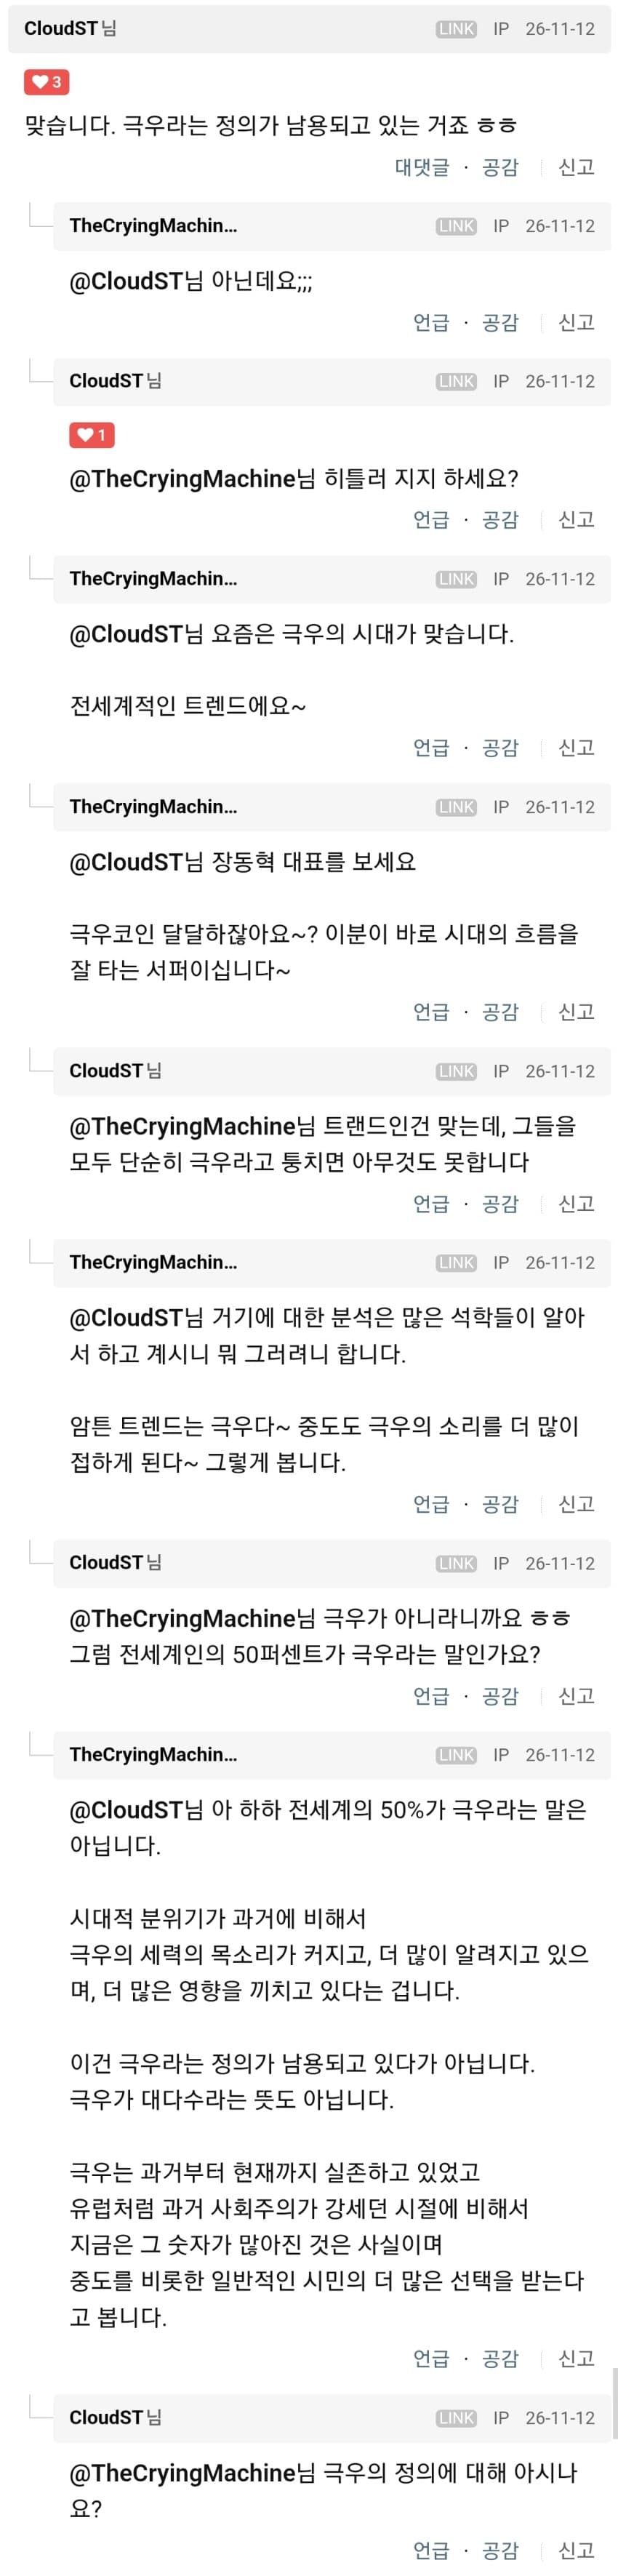 CloudST님 LINK IP 26-11-12
3
맞습니다. 극우라는 정의가 남용되고 있는 거죠 ㅎㅎ
대댓글 · 공감 신고
TheCryingMachin... LINK IP 26-11-12
@CloudST님 아닌데요;;;
언급 · 공감 신고
CloudST님 LINK IP 26-11-12
1
@TheCryingMachine님 히틀러 지지 하세요?
언급 · 공감 신고
TheCryingMachin... LINK IP 26-11-12
@CloudST님 요즘은 극우의 시대가 맞습니다.
전세계적인 트렌드에요~
언급 · 공감 신고
TheCryingMachin... LINK IP 26-11-12
@CloudST님 장동혁 대표를 보세요
극우코인 달달하잖아요~? 이분이 바로 시대의 흐름을
잘 타는 서퍼이십니다~
언급 · 공감 신고
CloudST님 LINK IP 26-11-12
@TheCryingMachine님 트랜드인건 맞는데, 그들을
모두 단순히 극우라고 퉁치면 아무것도 못합니다
언급 · 공감 신고
TheCryingMachin... LINK IP 26-11-12
@CloudST님 거기에 대한 분석은 많은 석학들이 알아
서 하고 계시니 뭐 그러려니 합니다.
암튼 트렌드는 극우다~ 중도도 극우의 소리를 더 많이
접하게 된다~ 그렇게 봅니다.
언급 · 공감 신고
CloudST님 LINK IP 26-11-12
@TheCryingMachine님 극우가 아니라니까요 ㅎㅎ
그럼 전세계인의 50퍼센트가 극우라는 말인가요?
언급 · 공감 신고
TheCryingMachin... LINK IP 26-11-12
@CloudST님 아 하하 전세계의 50%가 극우라는 말은
아닙니다.
시대적 분위기가 과거에 비해서
극우의 세력의 목소리가 커지고, 더 많이 알려지고 있으
며, 더 많은 영향을 끼치고 있다는 겁니다.
이건 극우라는 정의가 남용되고 있다가 아닙니다.
극우가 대다수라는 뜻도 아닙니다.
극우는 과거부터 현재까지 실존하고 있었고
유럽처럼 과거 사회주의가 강세던 시절에 비해서
지금은 그 숫자가 많아진 것은 사실이며
중도를 비롯한 일반적인 시민의 더 많은 선택을 받는다
고 봅니다.
언급 · 공감 신고
CloudST님 LINK IP 26-11-12
@TheCryingMachine님 극우의 정의에 대해 아시나
요?
언급 · 공감 신고